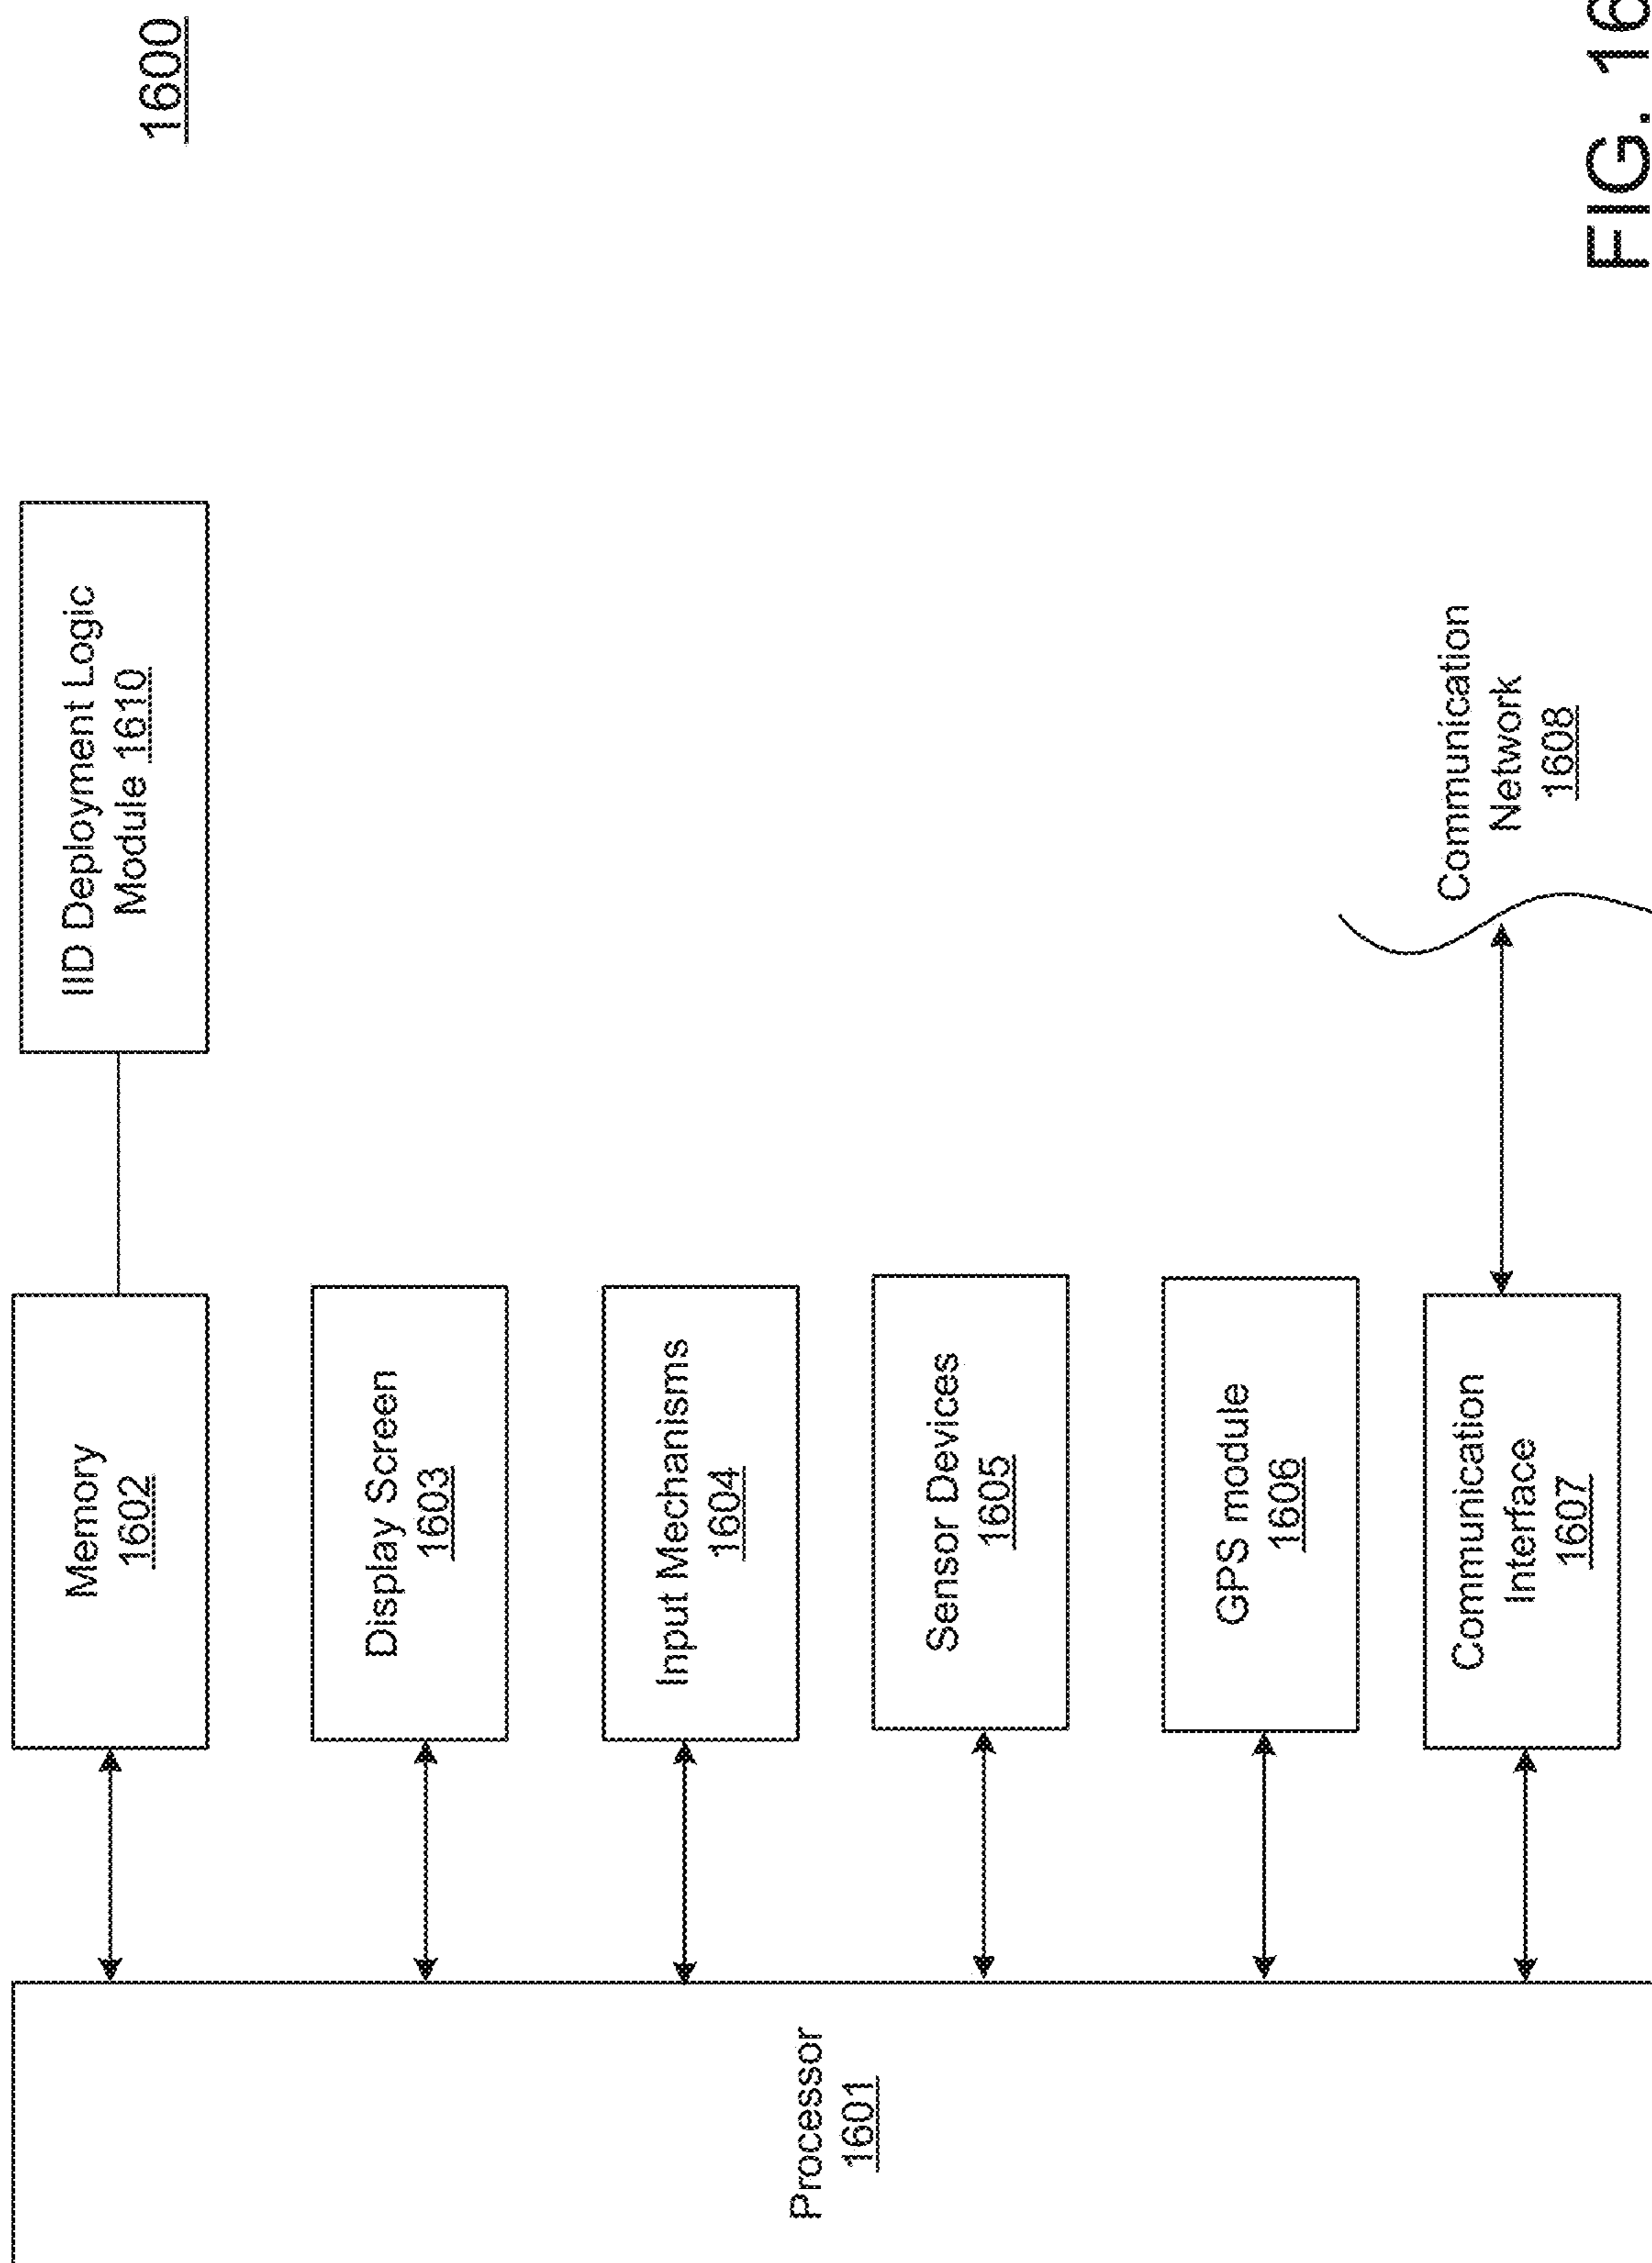 1600
Processor
1601
Memory
1602
IID Deployment Logic
Module 1610
Display Screen
1603
Input Mechanisms
1604
Sensor Devices
1605
GPS module
1606
Communication
Interface
1607
Communication
Network
1608
FIG. 16